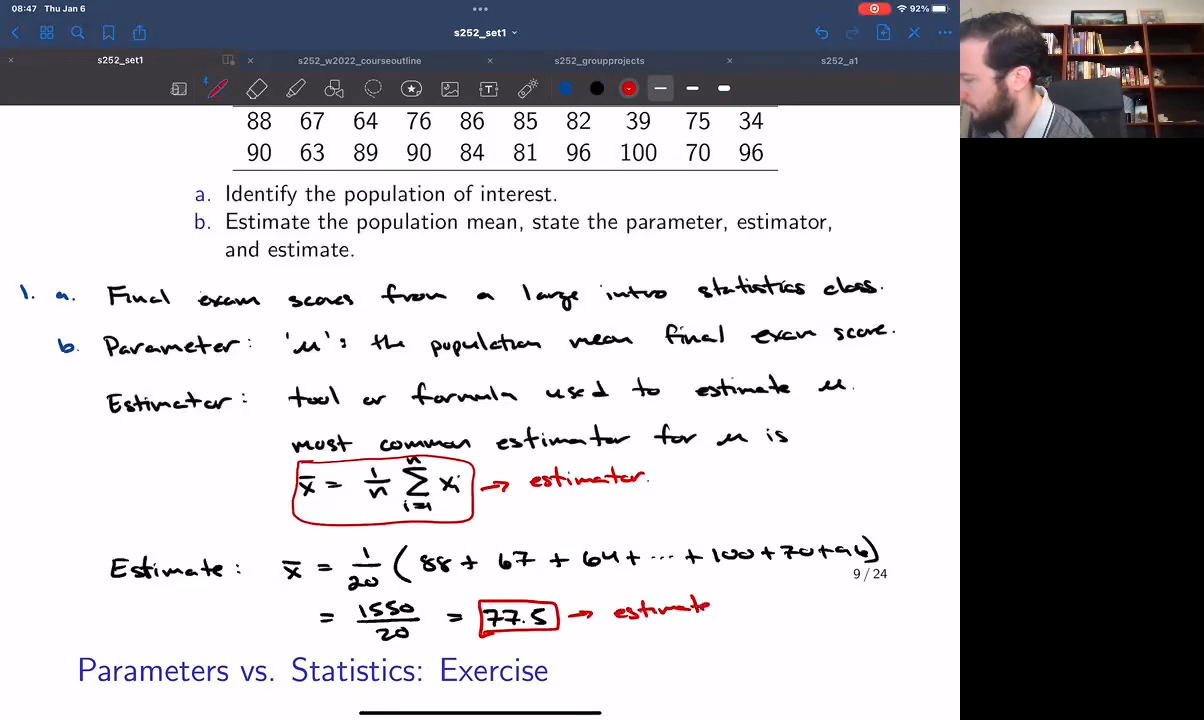 08:47 Thu Jan 6 92%
s252_set1
s252_set1 s252_w2022_courseoutline s252_groupprojects s252_a1
88 67 64 76 86 85 82 39 75 34
90 63 89 90 84 81 96 100 70 96
a. Identify the population of interest.
b. Estimate the population mean, state the parameter, estimator,
and estimate.
1. a. Final exam scores from a large intro statistics class.
b. Parameter: 'μ': the population mean final exam score.
Estimator: tool or formula used to estimate μ.
most common estimator for μ is
x̄ = 1/n Σ_{i=1}^{n} xi → estimator.
Estimate: x̄ = 1/20 (88 + 67 + 64 + ... + 100 + 70 + 96)
9 / 24
= 1550/20 = 77.5 → estimate
Parameters vs. Statistics: Exercise